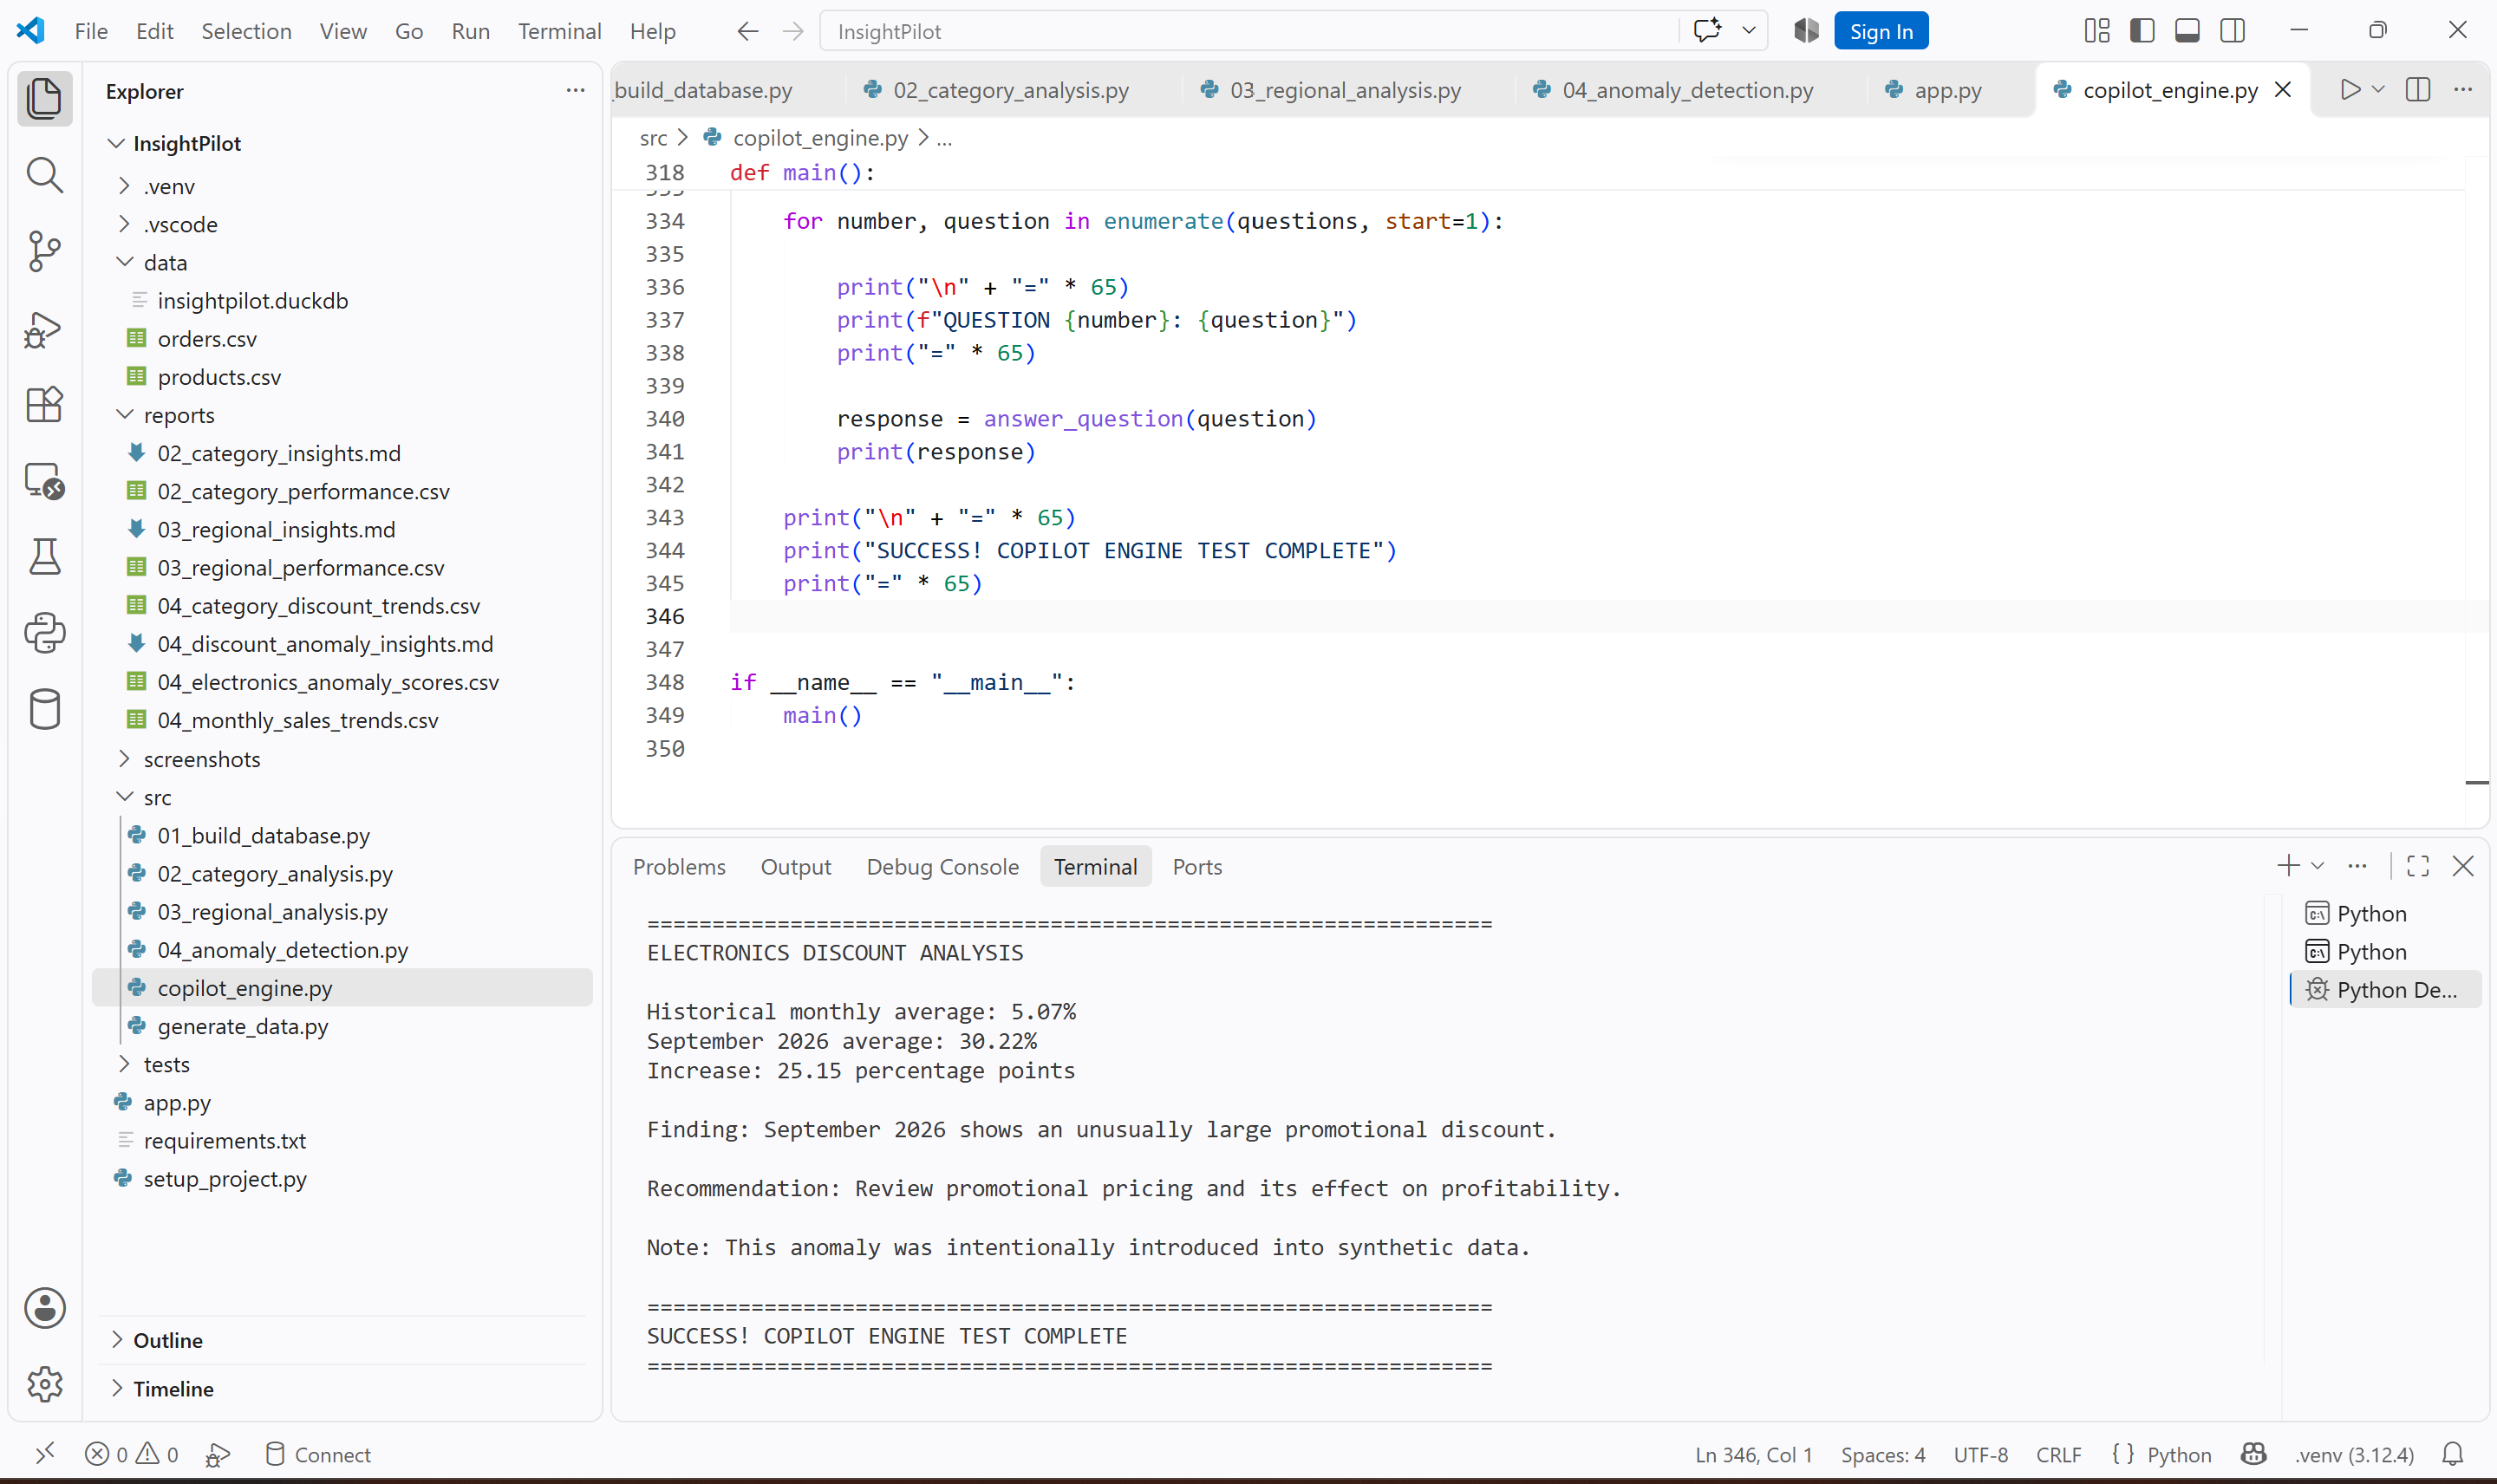 File Edit Selection View Go Run Terminal Help
InsightPilot
Sign In
Explorer
InsightPilot
.venv
.vscode
data
insightpilot.duckdb
orders.csv
products.csv
reports
02_category_insights.md
02_category_performance.csv
03_regional_insights.md
03_regional_performance.csv
04_category_discount_trends.csv
04_discount_anomaly_insights.md
04_electronics_anomaly_scores.csv
04_monthly_sales_trends.csv
screenshots
src
01_build_database.py
02_category_analysis.py
03_regional_analysis.py
04_anomaly_detection.py
copilot_engine.py
generate_data.py
tests
app.py
requirements.txt
setup_project.py
Outline
Timeline
_build_database.py 02_category_analysis.py 03_regional_analysis.py 04_anomaly_detection.py app.py copilot_engine.py
src > copilot_engine.py > ...
318 def main():
334 for number, question in enumerate(questions, start=1):
335
336 print("\n" + "=" * 65)
337 print(f"QUESTION {number}: {question}")
338 print("=" * 65)
339
340 response = answer_question(question)
341 print(response)
342
343 print("\n" + "=" * 65)
344 print("SUCCESS! COPILOT ENGINE TEST COMPLETE")
345 print("=" * 65)
346
347
348 if __name__ == "__main__":
349 main()
350
Problems Output Debug Console Terminal Ports
=================================================================
ELECTRONICS DISCOUNT ANALYSIS
Historical monthly average: 5.07%
September 2026 average: 30.22%
Increase: 25.15 percentage points
Finding: September 2026 shows an unusually large promotional discount.
Recommendation: Review promotional pricing and its effect on profitability.
Note: This anomaly was intentionally introduced into synthetic data.
=================================================================
SUCCESS! COPILOT ENGINE TEST COMPLETE
=================================================================
Python
Python
Python De...
0 0 Connect
Ln 346, Col 1 Spaces: 4 UTF-8 CRLF {} Python .venv (3.12.4)